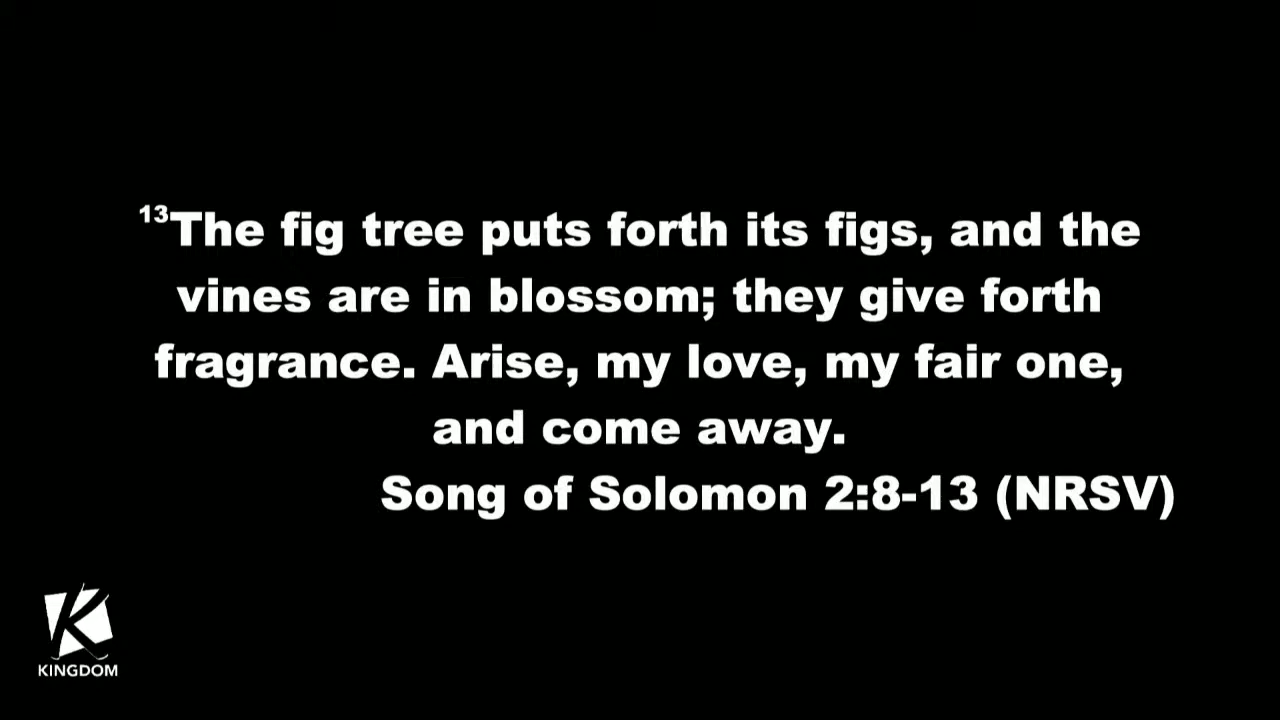 13The fig tree puts forth its figs, and the
vines are in blossom; they give forth
fragrance. Arise, my love, my fair one,
and come away.
Song of Solomon 2:8-13 (NRSV)
K
KINGDOM